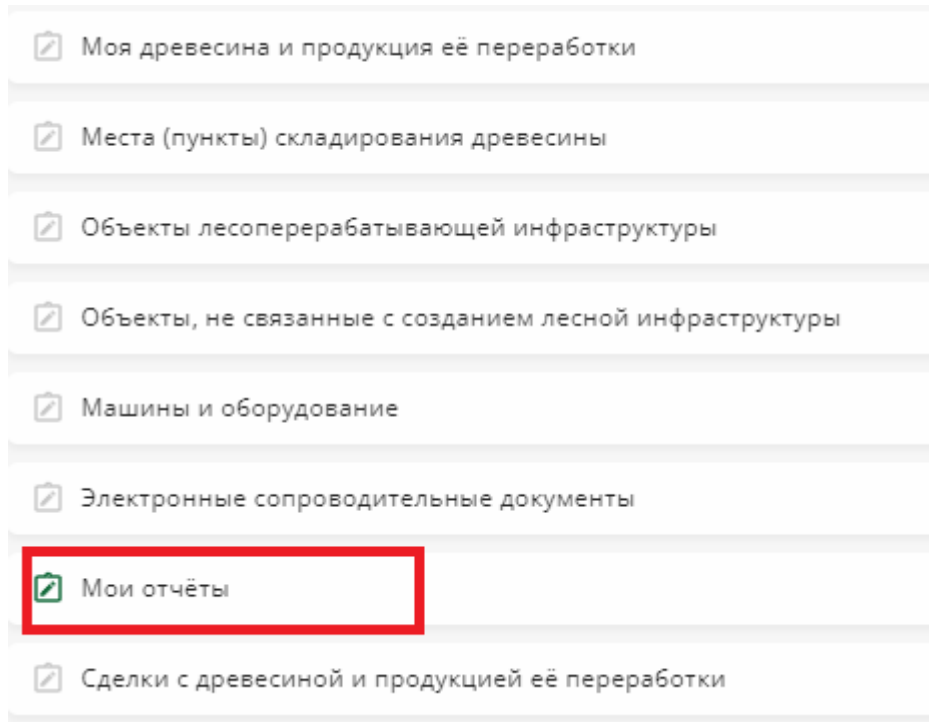 Моя древесина и продукция её переработки
Места (пункты) складирования древесины
Объекты лесоперерабатывающей инфраструктуры
Объекты, не связанные с созданием лесной инфраструктуры
Машины и оборудование
Электронные сопроводительные документы
Мои отчёты
Сделки с древесиной и продукцией её переработки